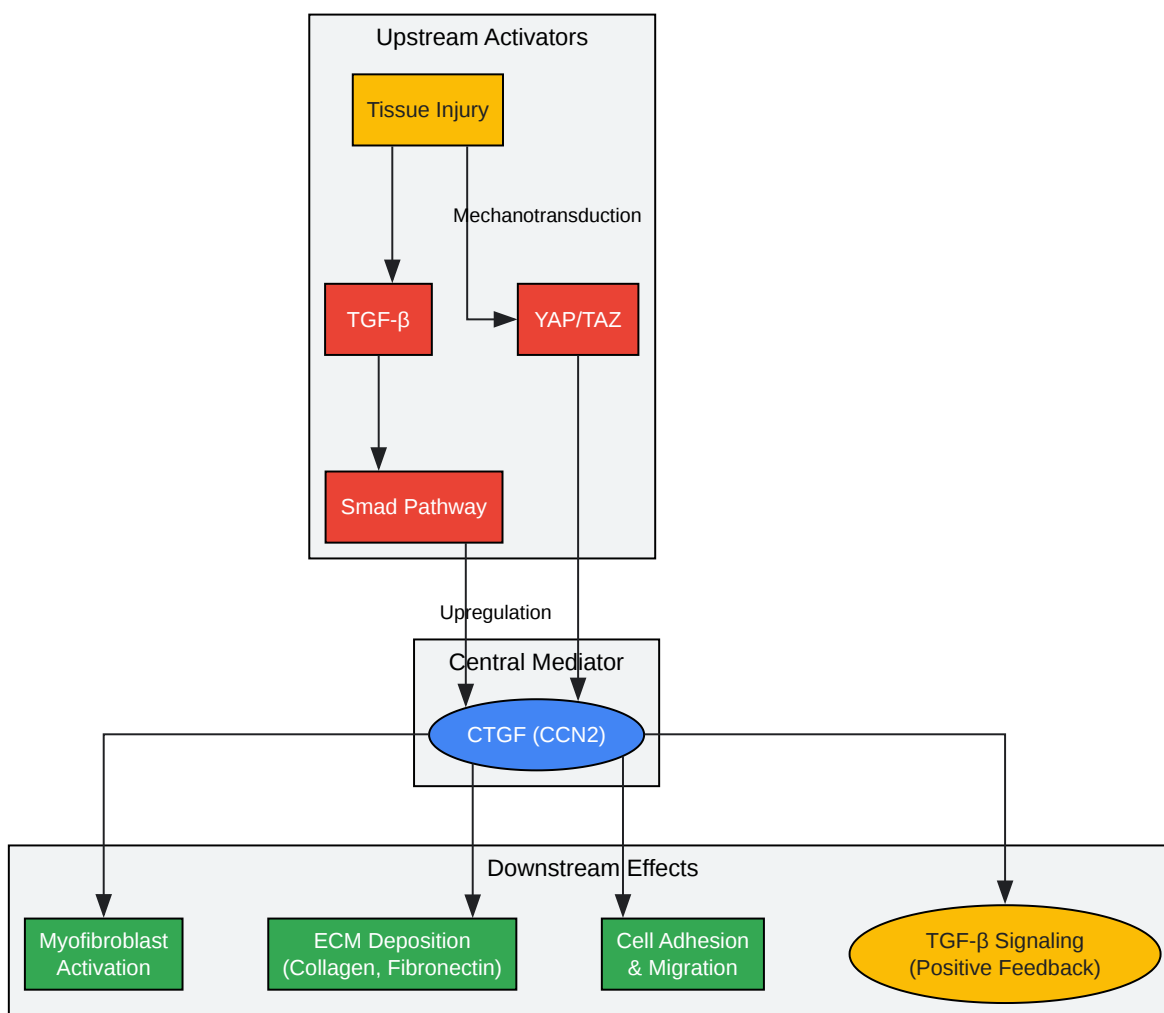 Upstream Activators
Tissue Injury
Mechanotransduction
TGF-β
YAP/TAZ
Smad Pathway
Upregulation
Central Mediator
CTGF (CCN2)
Downstream Effects
Myofibroblast
Activation
ECM Deposition
(Collagen, Fibronectin)
Cell Adhesion
& Migration
TGF-β Signaling
(Positive Feedback)